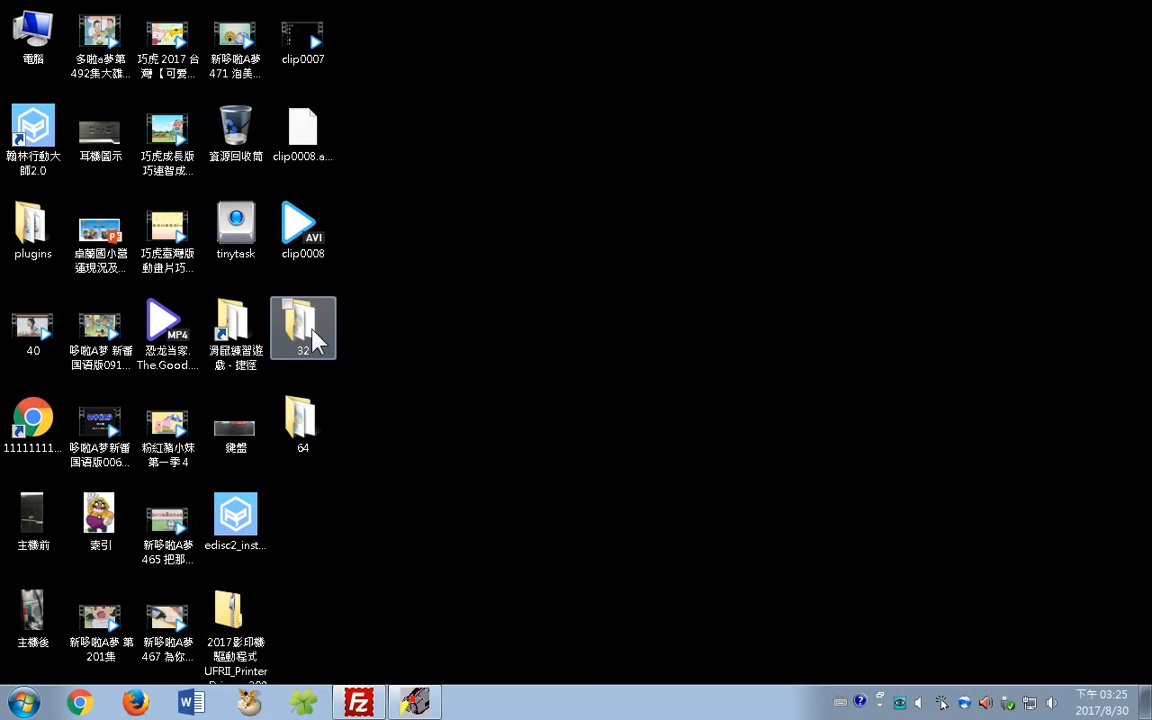 電腦
多啦a夢第
492集大雄...
巧虎 2017 台
灣【可爱...
新哆啦A夢
471 泡美...
clip0007
翰林行動大
師2.0
耳機圖示
巧虎成長版
巧連智成...
資源回收筒
clip0008.a...
plugins
卓蘭國小營
運現況及...
巧虎臺灣版
動畫片巧...
tinytask
AVI
clip0008
40
哆啦A梦 新番
国语版091...
MP4
恐龙当家.
The.Good....
滑鼠練習遊
戲 - 捷徑
32
11111111...
哆啦A梦新番
国语版006...
粉紅豬小妹
第一季 4
鍵盤
64
主機前
索引
新哆啦A夢
465 把那...
edisc2_inst...
主機後
新哆啦A夢 第
201集
新哆啦A夢
467 為你...
2017影印機
驅動程式
UFRII_Printer
下午 03:25
2017/8/30